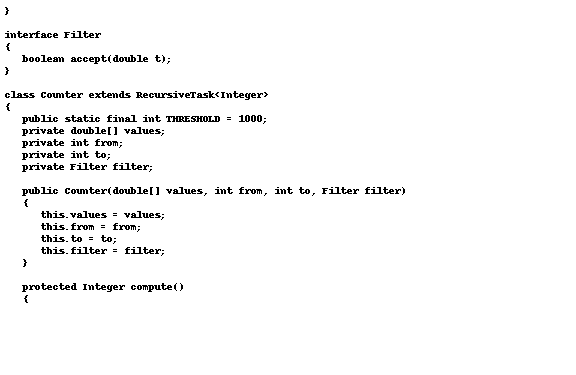 }
interface Filter
{
boolean accept(double t);
}
class Counter extends RecursiveTask<Integer>
{
public static final int THRESHOLD = 1000;
private double[] values;
private int from;
private int to;
private Filter filter;
public Counter(double[] values, int from, int to, Filter filter)
{
this.values = values;
this.from = from;
this.to = to;
this.filter = filter;
}
protected Integer compute()
{